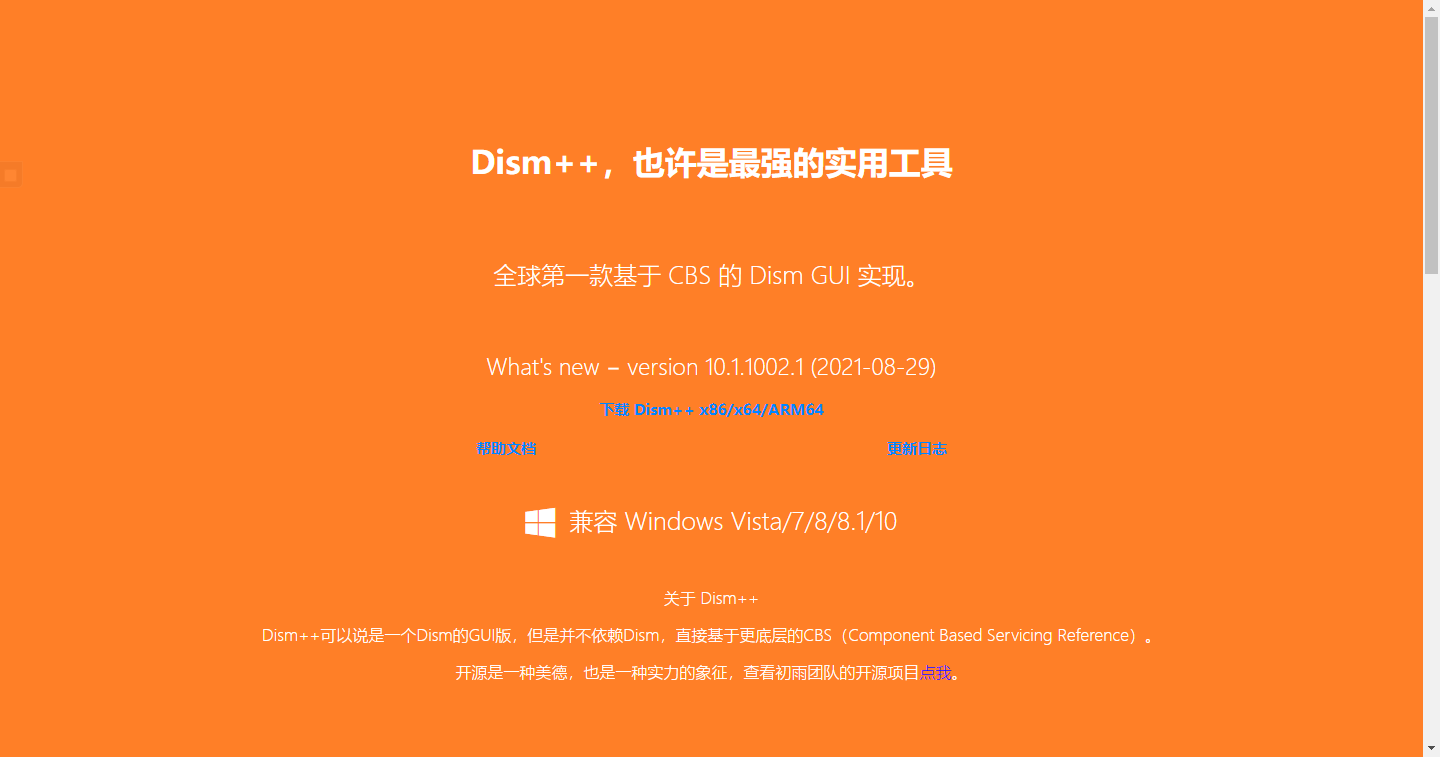 Dism++，也许是最强的实用工具
全球第一款基于 CBS 的 Dism GUI 实现。
What's new – version 10.1.1002.1 (2021-08-29)
下载 Dism++ x86/x64/ARM64
帮助文档 更新日志
兼容 Windows Vista/7/8/8.1/10
关于 Dism++
Dism++可以说是一个Dism的GUI版，但是并不依赖Dism，直接基于更底层的CBS（Component Based Servicing Reference）。
开源是一种美德，也是一种实力的象征，查看初雨团队的开源项目点我。